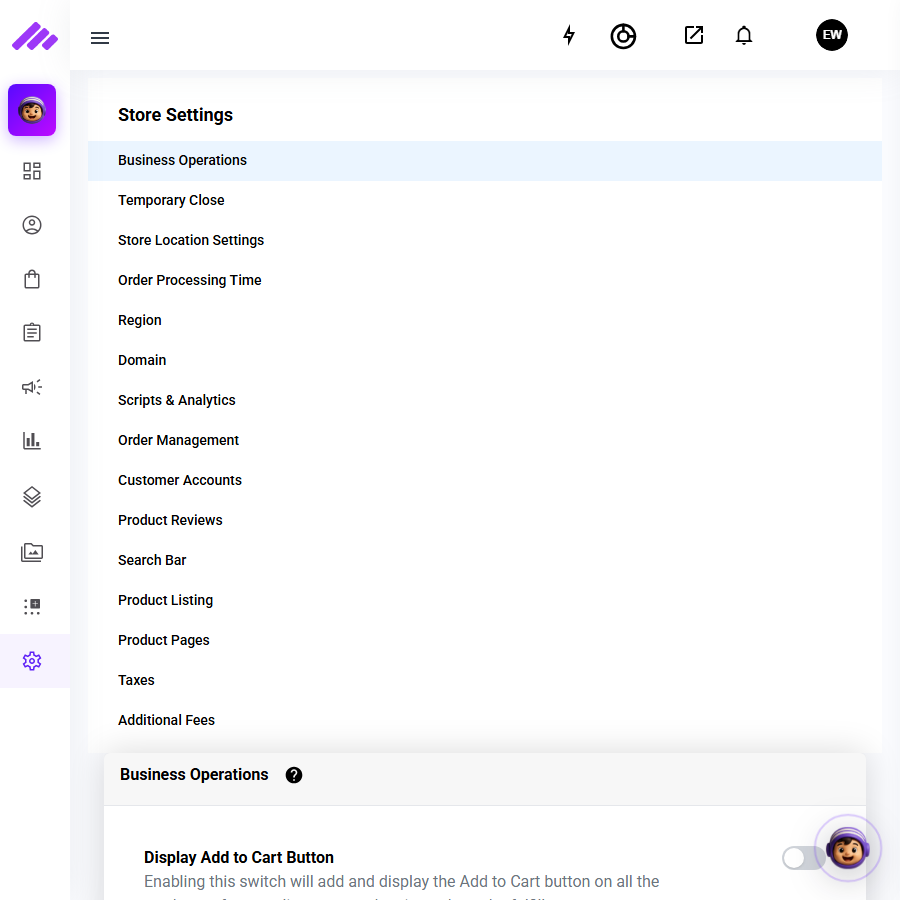 EW
Store Settings
Business Operations
Temporary Close
Store Location Settings
Order Processing Time
Region
Domain
Scripts & Analytics
Order Management
Customer Accounts
Product Reviews
Search Bar
Product Listing
Product Pages
Taxes
Additional Fees
Business Operations ?
Display Add to Cart Button
Enabling this switch will add and display the Add to Cart button on all the